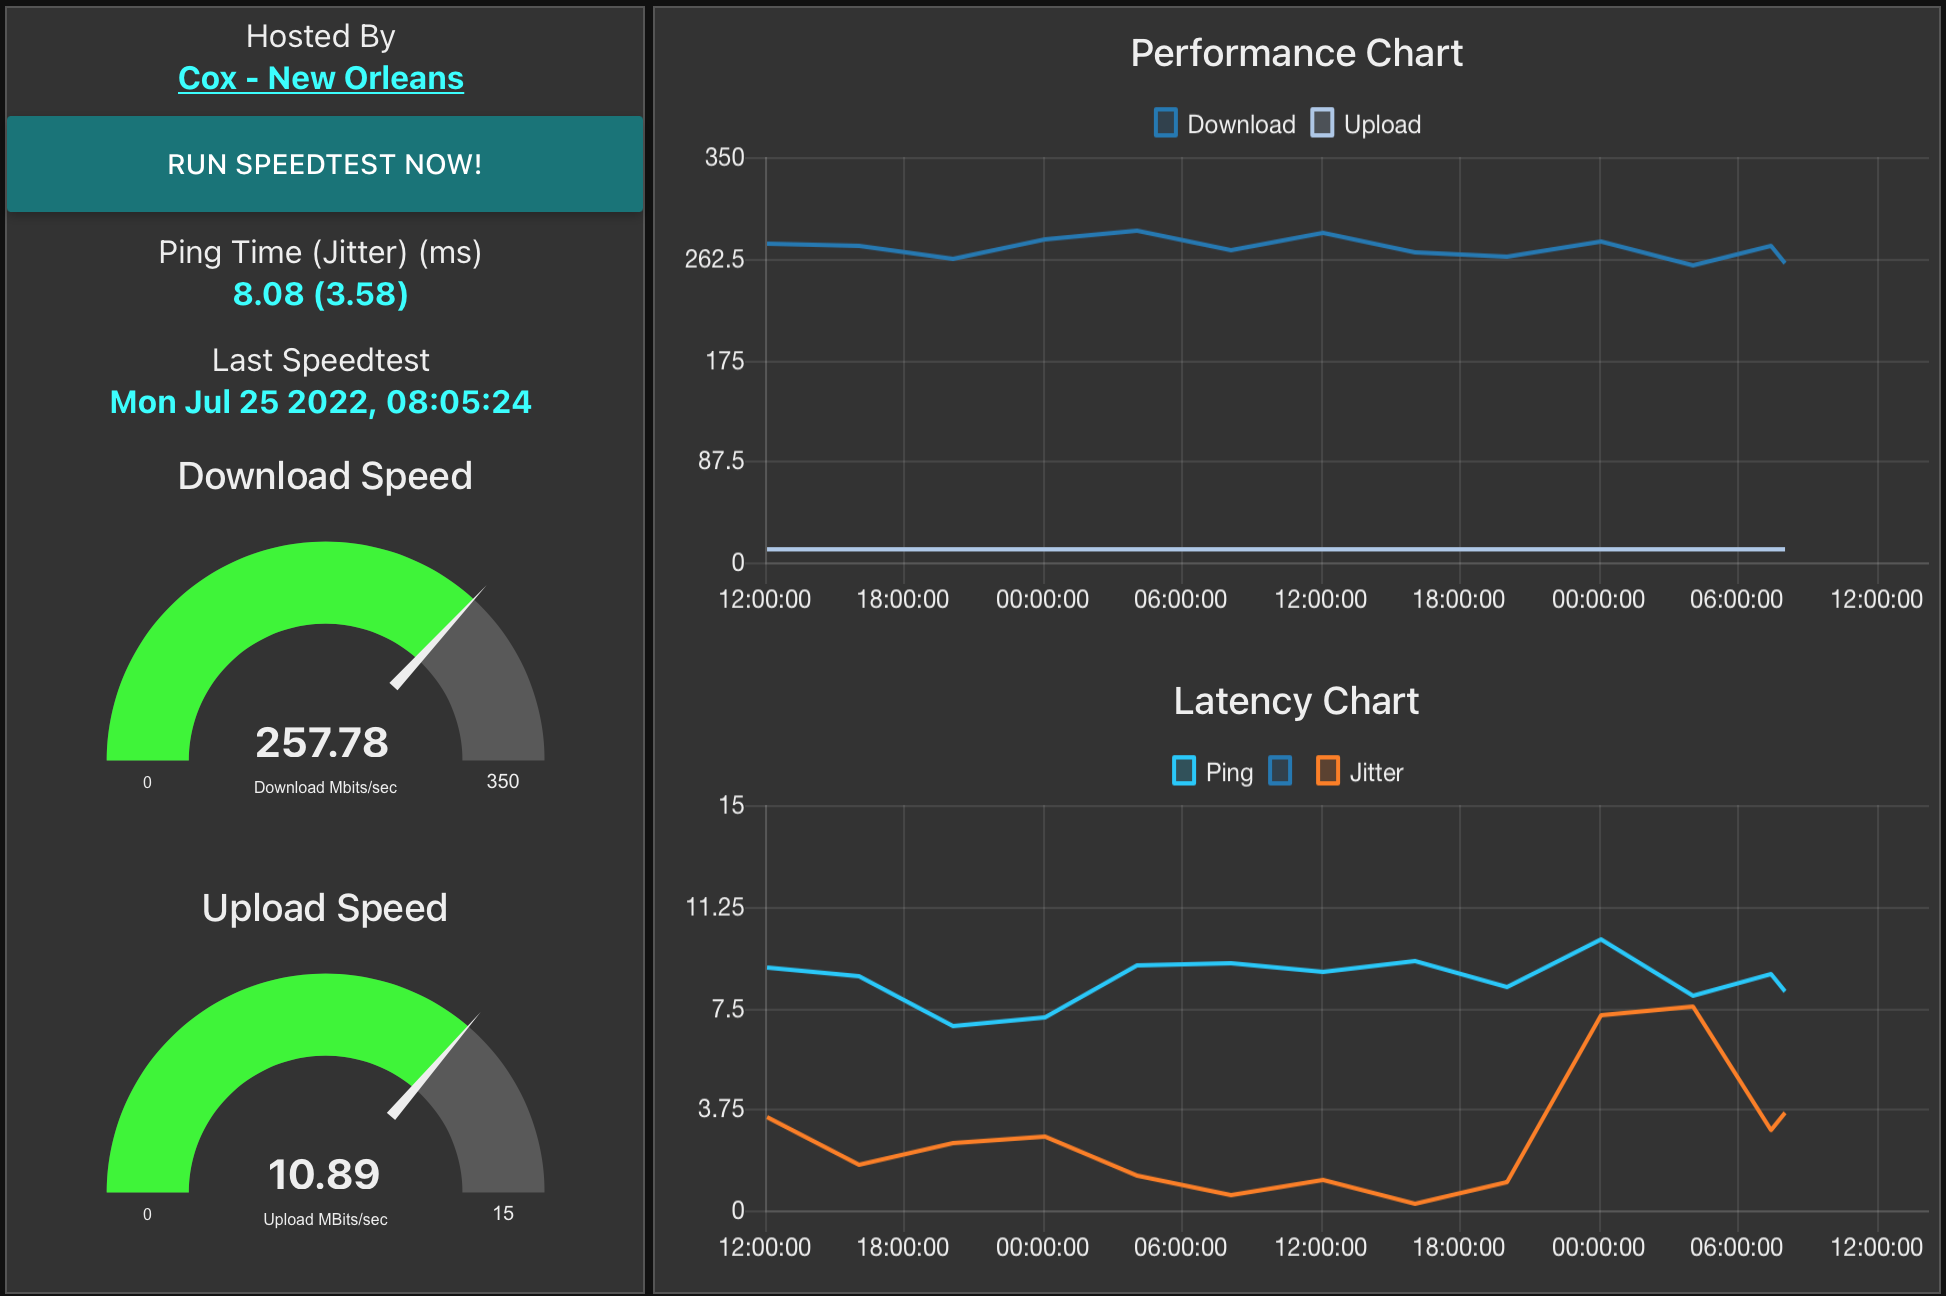 Hosted By
Cox - New Orleans
RUN SPEEDTEST NOW!
Ping Time (Jitter) (ms)
8.08 (3.58)
Last Speedtest
Mon Jul 25 2022, 08:05:24
Download Speed
257.78
0
Download Mbits/sec
350
Upload Speed
10.89
0
Upload MBits/sec
15
Performance Chart
Download Upload
350
262.5
175
87.5
0
12:00:00 18:00:00 00:00:00 06:00:00 12:00:00 18:00:00 00:00:00 06:00:00 12:00:00
Latency Chart
Ping Jitter
15
11.25
7.5
3.75
0
12:00:00 18:00:00 00:00:00 06:00:00 12:00:00 18:00:00 00:00:00 06:00:00 12:00:00